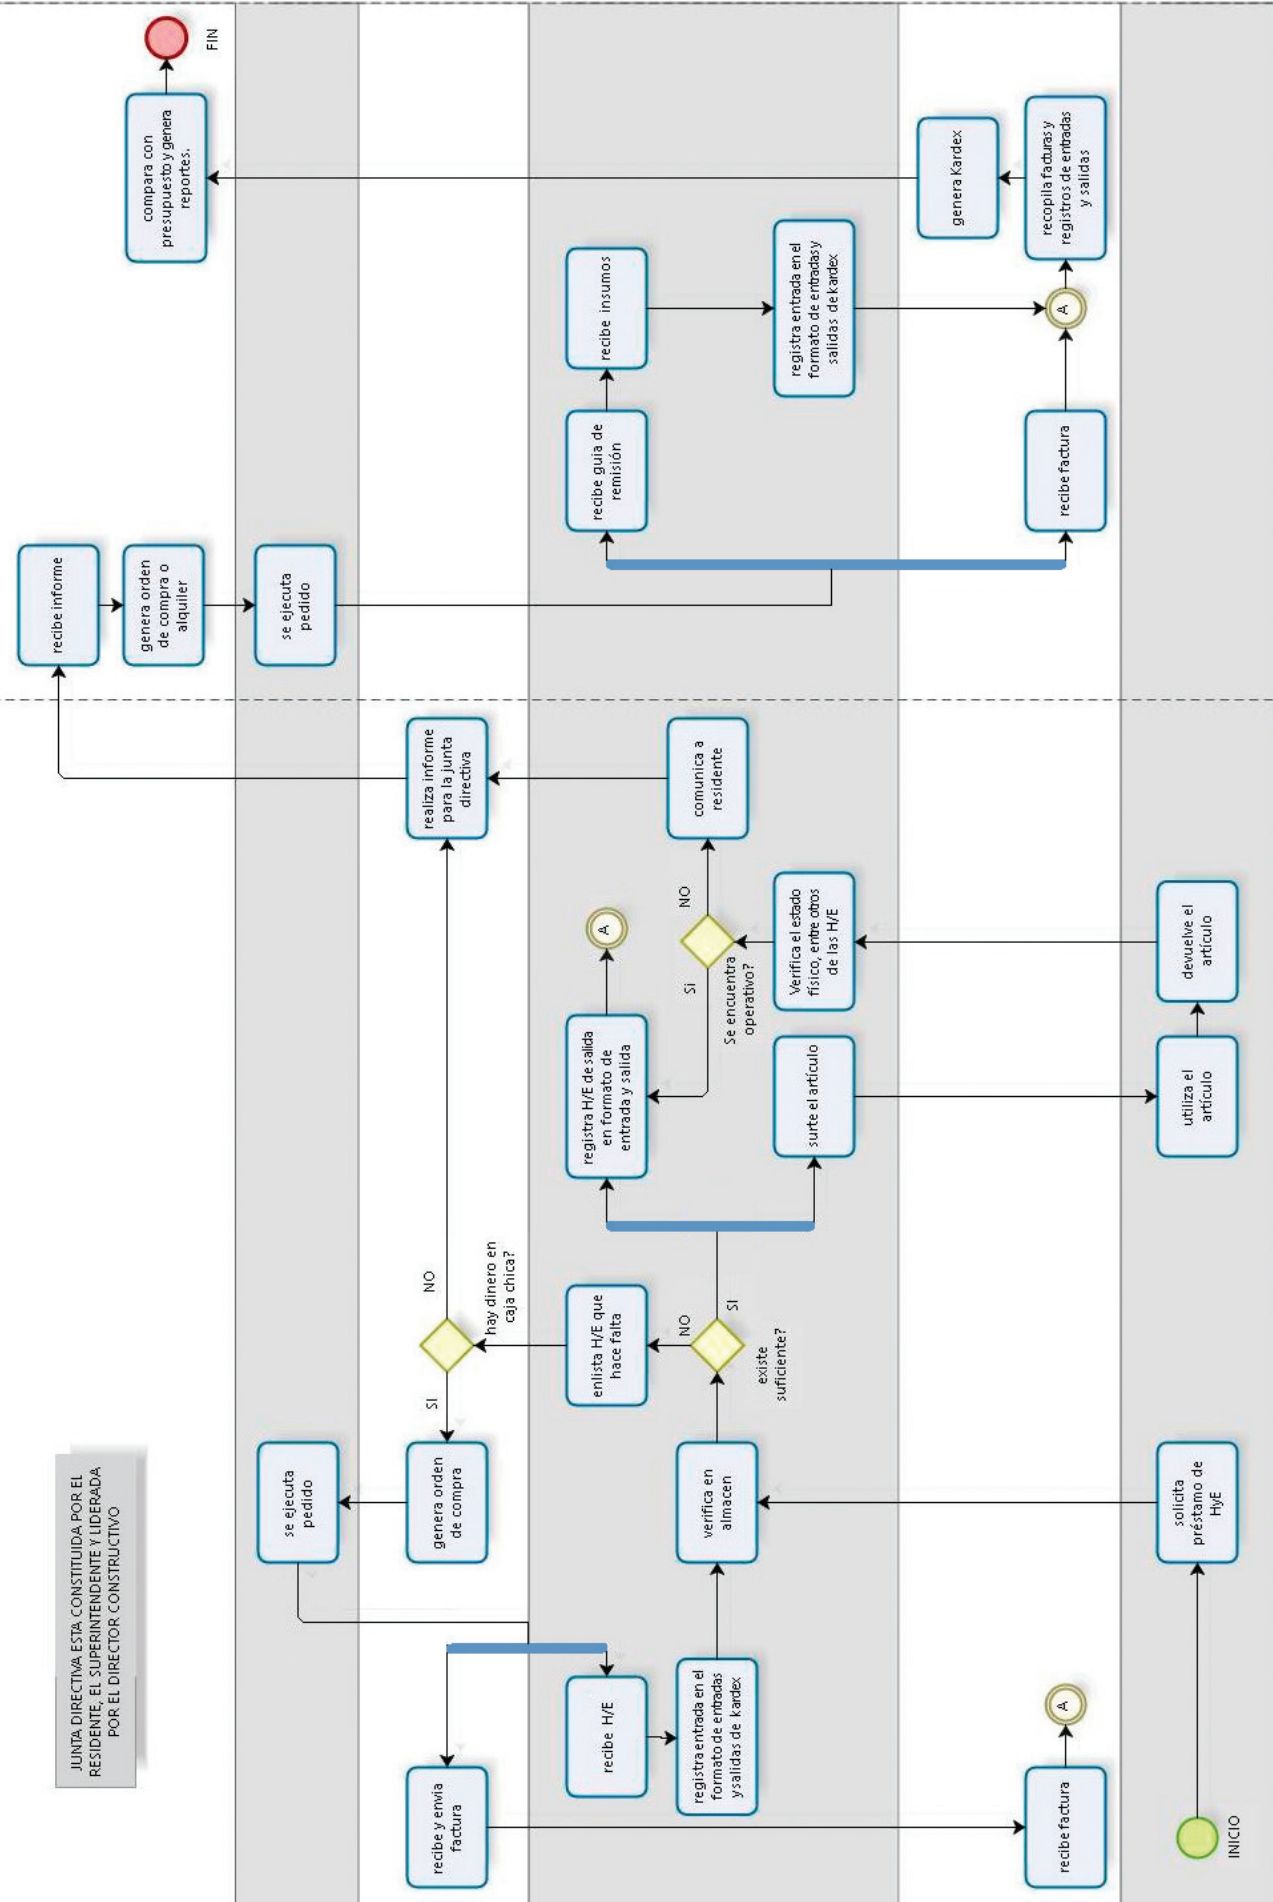 JUNTA DIRECTIVA ESTA CONSTITUIDA POR EL
RESIDENTE, EL SUPERINTENDENTE Y LIDERADA
POR EL DIRECTOR CONSTRUCTIVO
recibe informe
genera orden
de compra o
alquiler
compara con
presupuesto y genera
reportes.
FIN
se ejecuta
pedido
se ejecuta
pedido
recibe y envia
factura
genera orden
de compra
SI
NO
hay dinero en
caja chica?
realiza informe
para la junta
directiva
recibe H/E
registra entrada en el
formato de entradas
y salidas de kardex
verifica en
almacen
enlista H/E que
hace falta
NO
SI
existe
suficiente?
registra H/E de salida
en formato de
entrada y salida
A
surte el artículo
Si
NO
Se encuentra
operativo?
Verifica el estado
físico, entre otros
de las H/E
comunica a
residente
recibe guia de
remisión
recibe insumos
registra entrada en el
formato de entradas y
salidas de kardex
recibe factura
A
recibe factura
A
recopila facturas y
registros de entradas
y salidas
genera Kardex
INICIO
solicita
préstamo de
HyE
utiliza el
artículo
devuelve el
artículo